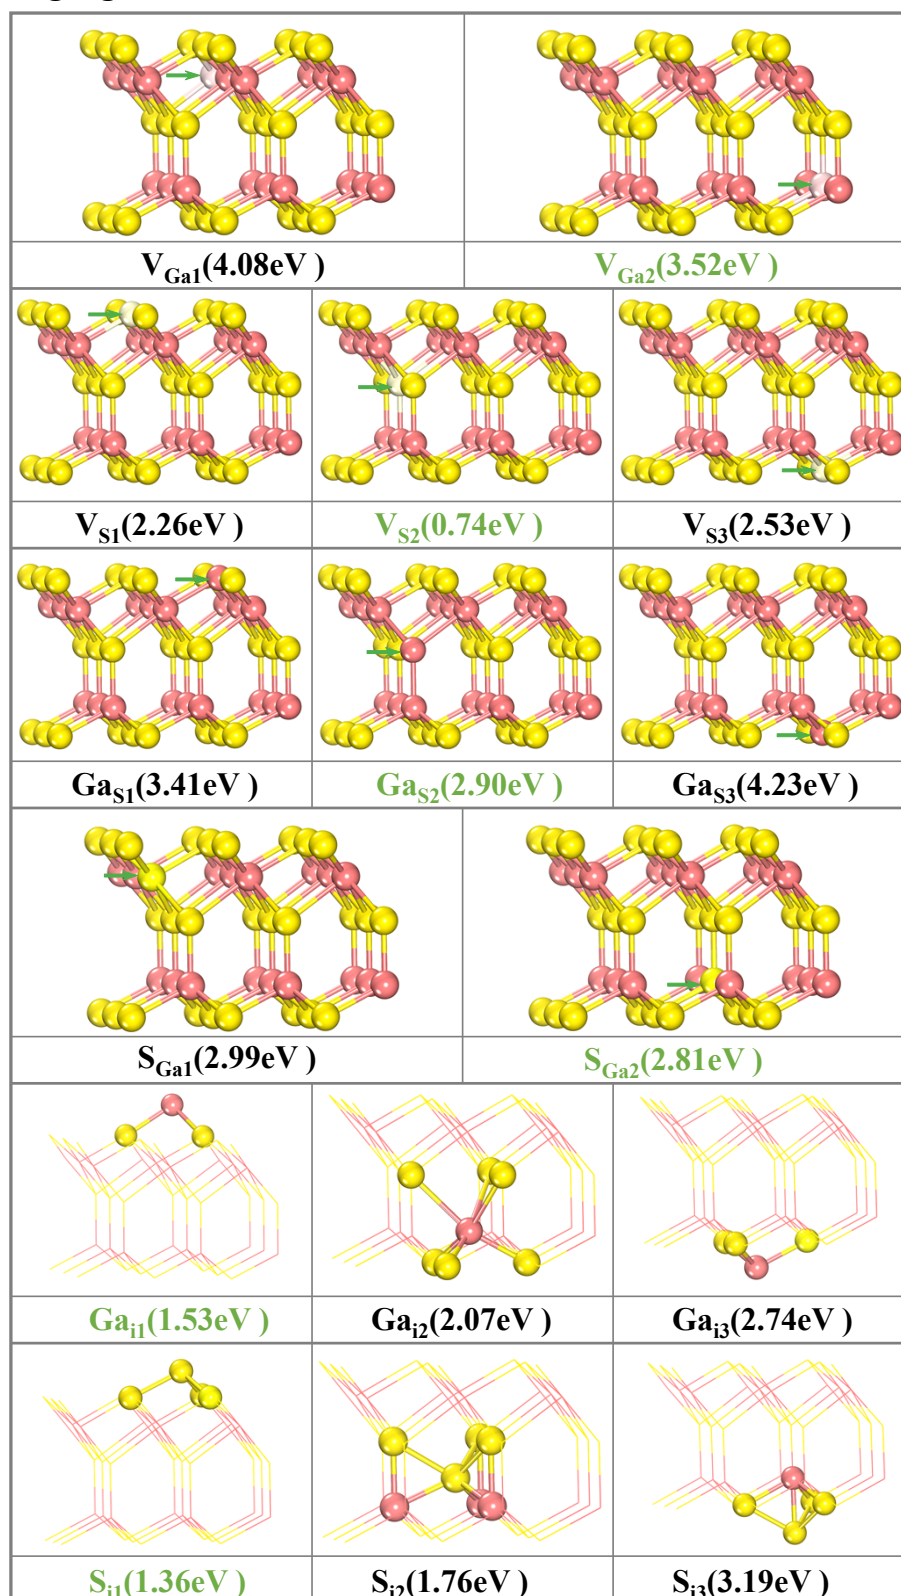 V_Ga1(4.08eV )
V_Ga2(3.52eV )
V_S1(2.26eV )
V_S2(0.74eV )
V_S3(2.53eV )
Ga_S1(3.41eV )
Ga_S2(2.90eV )
Ga_S3(4.23eV )
S_Ga1(2.99eV )
S_Ga2(2.81eV )
Ga_i1(1.53eV )
Ga_i2(2.07eV )
Ga_i3(2.74eV )
S_i1(1.36eV )
S_i2(1.76eV )
S_i3(3.19eV )